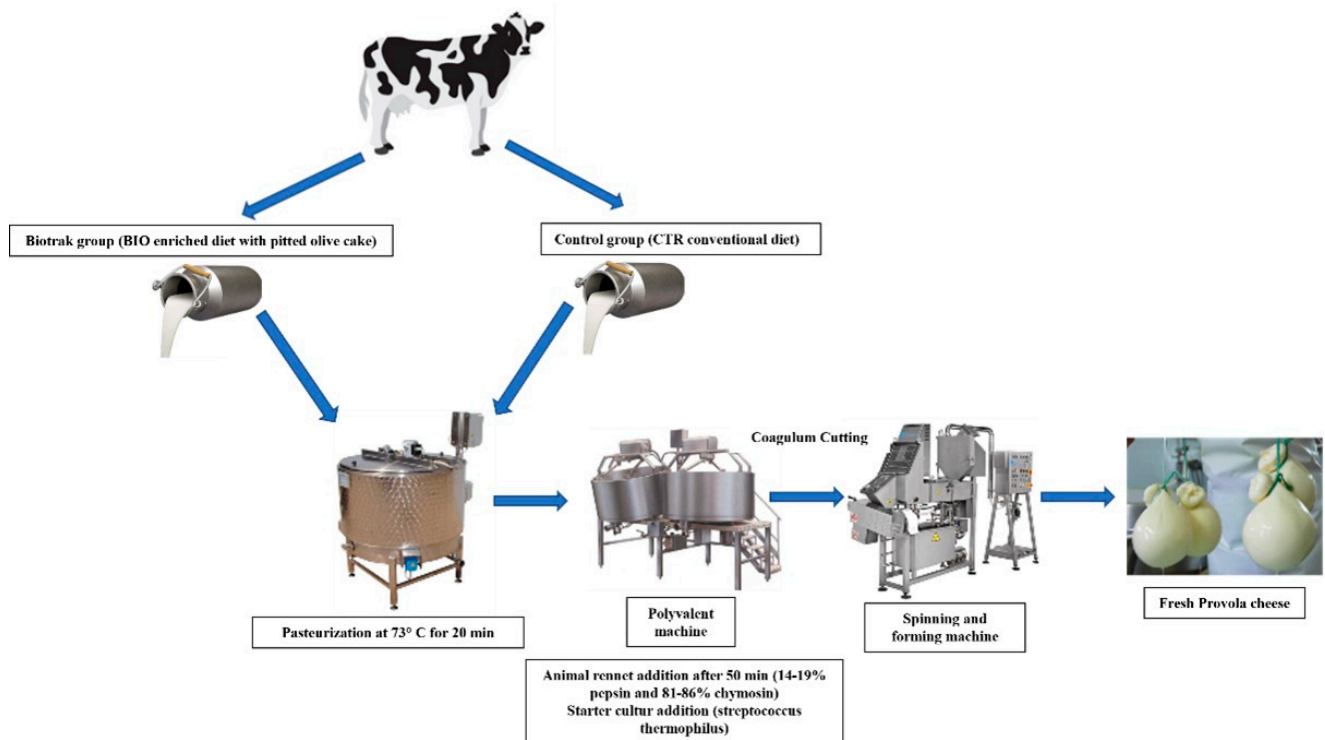 Biotrak group (BIO enriched diet with pitted olive cake)
Control group (CTR conventional diet)
Coagulum Cutting
Pasteurization at 73° C for 20 min
Polyvalent
machine
Spinning and
forming machine
Fresh Provola cheese
Animal rennet addition after 50 min (14-19%
pepsin and 81-86% chymosin)
Starter cultur addition (streptococcus
thermophilus)